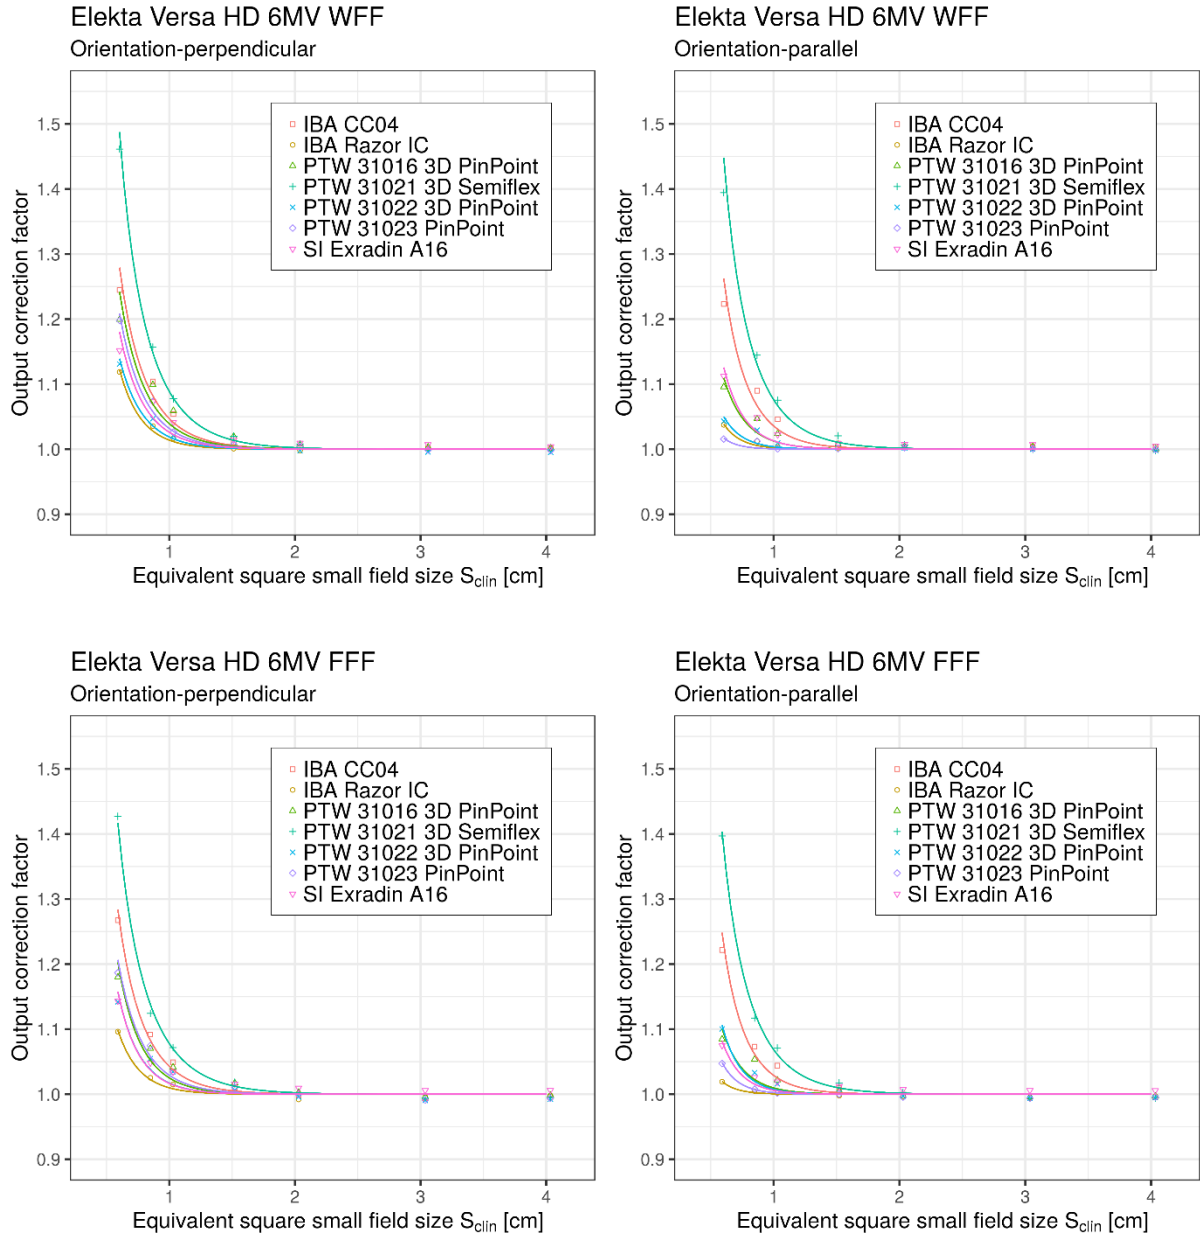 Elekta Versa HD 6MV WFF
Orientation-perpendicular
Output correction factor
1.5
1.4
1.3
1.2
1.1
1.0
0.9
IBA CC04
IBA Razor IC
PTW 31016 3D PinPoint
PTW 31021 3D Semiflex
PTW 31022 3D PinPoint
PTW 31023 PinPoint
SI Exradin A16
1 2 3 4
Equivalent square small field size Sclin [cm]
Elekta Versa HD 6MV WFF
Orientation-parallel
Output correction factor
1.5
1.4
1.3
1.2
1.1
1.0
0.9
IBA CC04
IBA Razor IC
PTW 31016 3D PinPoint
PTW 31021 3D Semiflex
PTW 31022 3D PinPoint
PTW 31023 PinPoint
SI Exradin A16
1 2 3 4
Equivalent square small field size Sclin [cm]
Elekta Versa HD 6MV FFF
Orientation-perpendicular
Output correction factor
1.5
1.4
1.3
1.2
1.1
1.0
0.9
IBA CC04
IBA Razor IC
PTW 31016 3D PinPoint
PTW 31021 3D Semiflex
PTW 31022 3D PinPoint
PTW 31023 PinPoint
SI Exradin A16
1 2 3 4
Equivalent square small field size Sclin [cm]
Elekta Versa HD 6MV FFF
Orientation-parallel
Output correction factor
1.5
1.4
1.3
1.2
1.1
1.0
0.9
IBA CC04
IBA Razor IC
PTW 31016 3D PinPoint
PTW 31021 3D Semiflex
PTW 31022 3D PinPoint
PTW 31023 PinPoint
SI Exradin A16
1 2 3 4
Equivalent square small field size Sclin [cm]